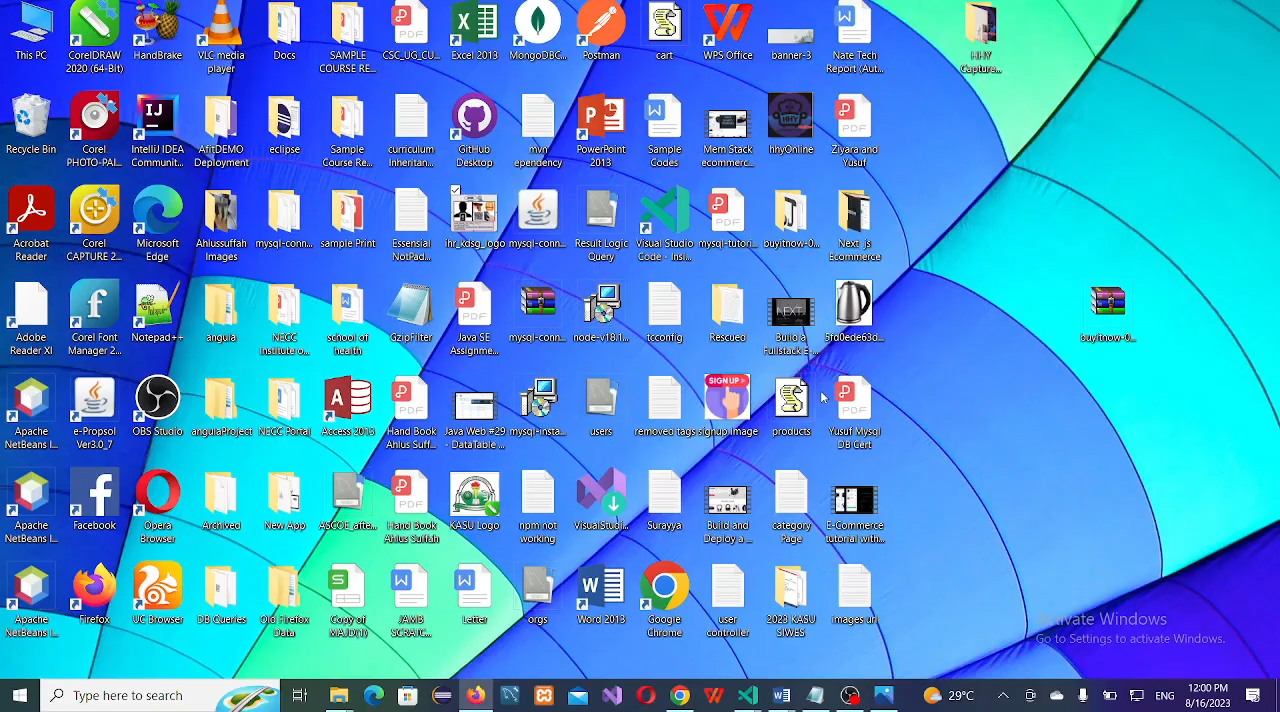 This PC
CorelDRAW 2020 (64-Bit)
HandBrake
VLC media player
Docs
SAMPLE COURSE RE...
CSC_UG_CU...
Excel 2013
MongoDBC...
Postman
cart
WPS Office
banner-3
Nate Tech Report (Aut...
HHY Capture...
Recycle Bin
Corel PHOTO-PAI...
IntelliJ IDEA Communit...
AfitDEMO Deployment
eclipse
Sample Course Re...
curriculum Inheritan...
GitHub Desktop
mvn ependency
PowerPoint 2013
Sample Codes
Mem Stack ecommerc...
hhyOnline
Ziyara and Yusuf
Acrobat Reader
Corel CAPTURE 2...
Microsoft Edge
Ahlussuffah Images
mysql-conn...
sample Print
Essensial NotPad...
ihr_kdsg_logo
mysql-conn...
Result Logic Query
Visual Studio Code - Insi...
mysql-tutori...
buyitnow-0...
Next js Ecommerce
Adobe Reader XI
Corel Font Manager 2...
Notepad++
angula
NECC Institute o...
school of health
GzipFilter
Java SE Assignme...
mysql-conn...
node-v18.1...
tcconfig
Rescued
Build a Fullstack E-...
5fd0ede63d...
buyitnow-0...
Apache NetBeans I...
e-Propsol Ver3.0_7
OBS Studio
angulaProject
NECC Portal
Access 2013
Hand Book Ahlus Suff...
Java Web #29 - DataTable ...
mysql-insta...
users
removed tags
signup Image
products
Yusuf Mysql DB Cert
Apache NetBeans I...
Facebook
Opera Browser
Archived
New App
ASCOE_afte...
Hand Book Ahlus Suffah
KASU Logo
npm not working
VisualStudi...
Surayya
Build and Deploy a ...
category Page
E-Commerce tutorial with...
Apache NetBeans I...
Firefox
UC Browser
DB Queries
Old Firefox Data
Copy of MAJD(1)
JAMB SCRATC...
Letter
orgs
Word 2013
Google Chrome
user controller
2023 KASU SIWES
images url
Activate Windows
Go to Settings to activate Windows.
Type here to search
29°C
ENG
12:00 PM
8/16/2023